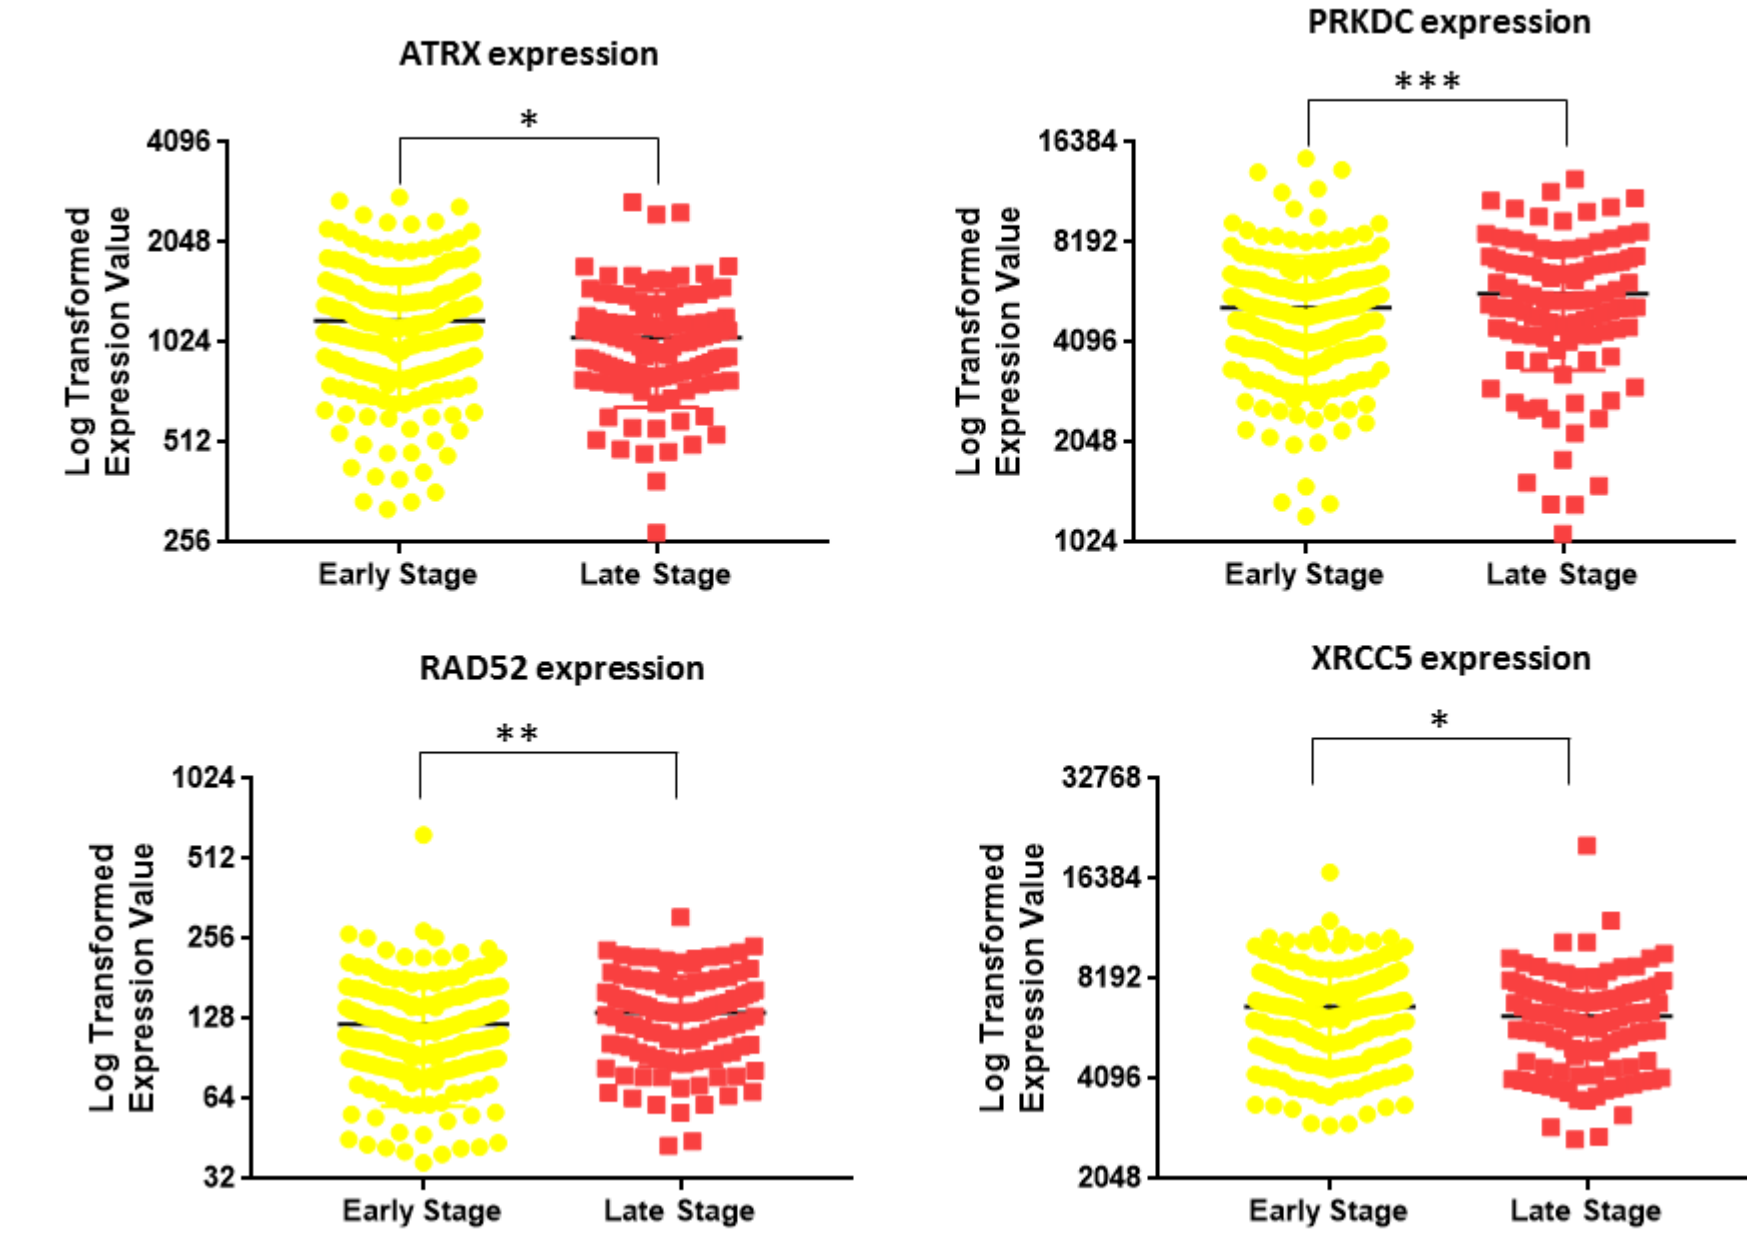 ATRX expression
*
4096
2048
1024
512
256
Log Transformed
Expression Value
Early Stage
Late Stage
PRKDC expression
***
16384
8192
4096
2048
1024
Log Transformed
Expression Value
Early Stage
Late Stage
RAD52 expression
**
1024
512
256
128
64
32
Log Transformed
Expression Value
Early Stage
Late Stage
XRCC5 expression
*
32768
16384
8192
4096
2048
Log Transformed
Expression Value
Early Stage
Late Stage